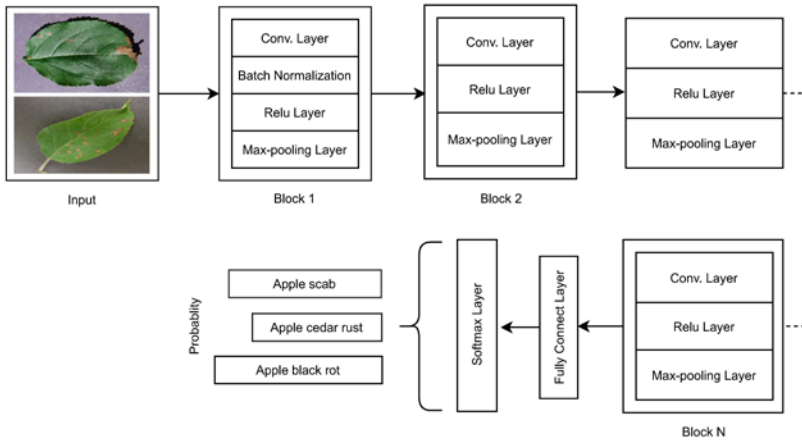 Input
Conv. Layer
Batch Normalization
Relu Layer
Max-pooling Layer
Block 1
Conv. Layer
Relu Layer
Max-pooling Layer
Block 2
Conv. Layer
Relu Layer
Max-pooling Layer
Conv. Layer
Relu Layer
Max-pooling Layer
Block N
Fully Connect Layer
Softmax Layer
Apple scab
Apple cedar rust
Apple black rot
Probablity